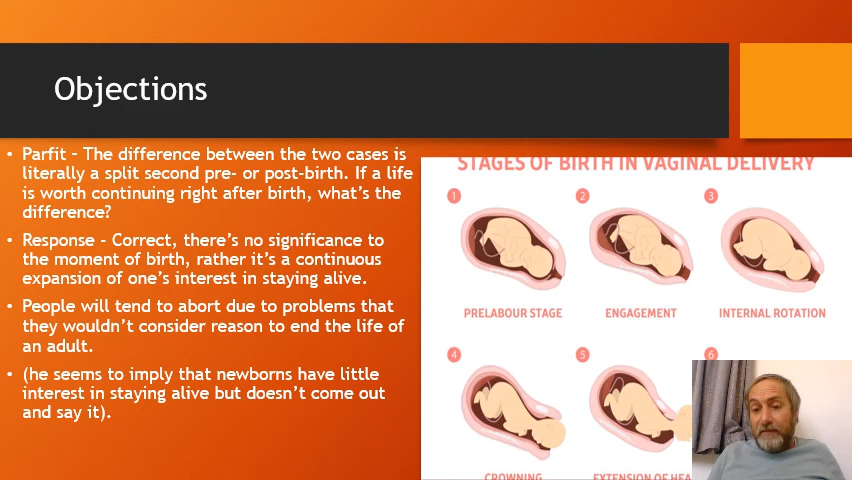 Objections
• Parfit – The difference between the two cases is
literally a split second pre- or post-birth. If a life
is worth continuing right after birth, what's the
difference?
• Response – Correct, there's no significance to
the moment of birth, rather it's a continuous
expansion of one's interest in staying alive.
• People will tend to abort due to problems that
they wouldn't consider reason to end the life of
an adult.
• (he seems to imply that newborns have little
interest in staying alive but doesn't come out
and say it).
STAGES OF BIRTH IN VAGINAL DELIVERY
1
2
3
PRELABOUR STAGE
ENGAGEMENT
INTERNAL ROTATION
4
5
6
CROWNING
EXTENSION OF HEA